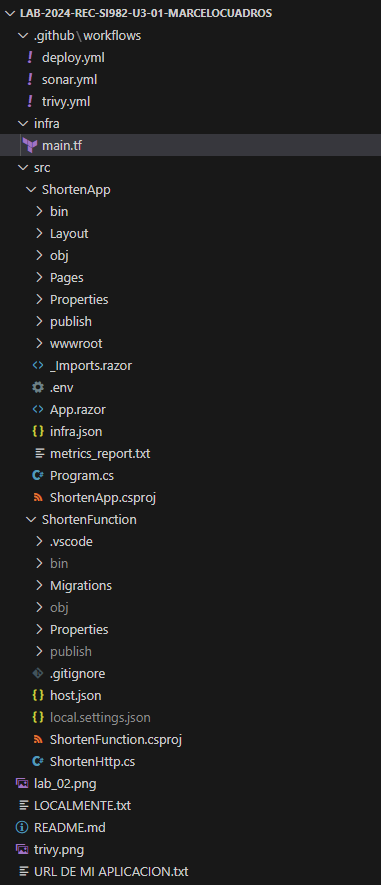 LAB-2024-REC-SI982-U3-01-MARCELOCUADROS
.github\workflows
deploy.yml
sonar.yml
trivy.yml
infra
main.tf
src
ShortenApp
bin
Layout
obj
Pages
Properties
publish
wwwroot
_Imports.razor
.env
App.razor
infra.json
metrics_report.txt
Program.cs
ShortenApp.csproj
ShortenFunction
.vscode
bin
Migrations
obj
Properties
publish
.gitignore
host.json
local.settings.json
ShortenFunction.csproj
ShortenHttp.cs
lab_02.png
LOCALMENTE.txt
README.md
trivy.png
URL DE MI APLICACION.txt